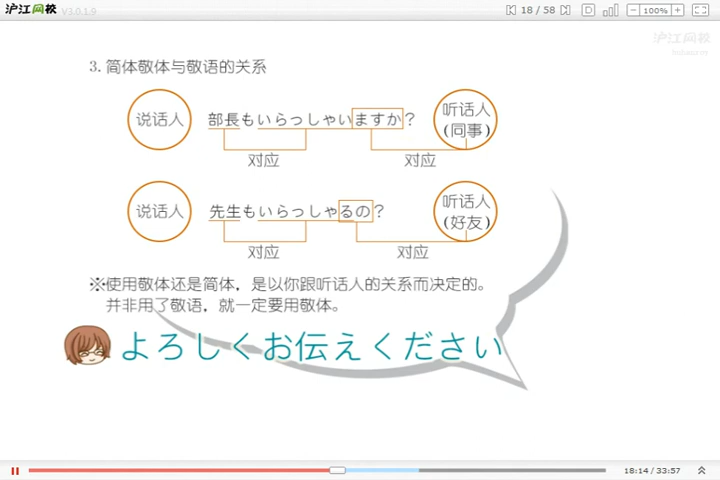 沪江网校 V3.0.1.9
18 / 58
D
100%
沪江网校
3. 简体敬体与敬语的关系
说话人
部長もいらっしゃいますか？
听话人
(同事)
对应
对应
说话人
先生もいらっしゃるの？
听话人
(好友)
对应
对应
※使用敬体还是简体，是以你跟听话人的关系而决定的。
并非用了敬语，就一定要用敬体。
よろしくお伝えください
18:14 / 33:57